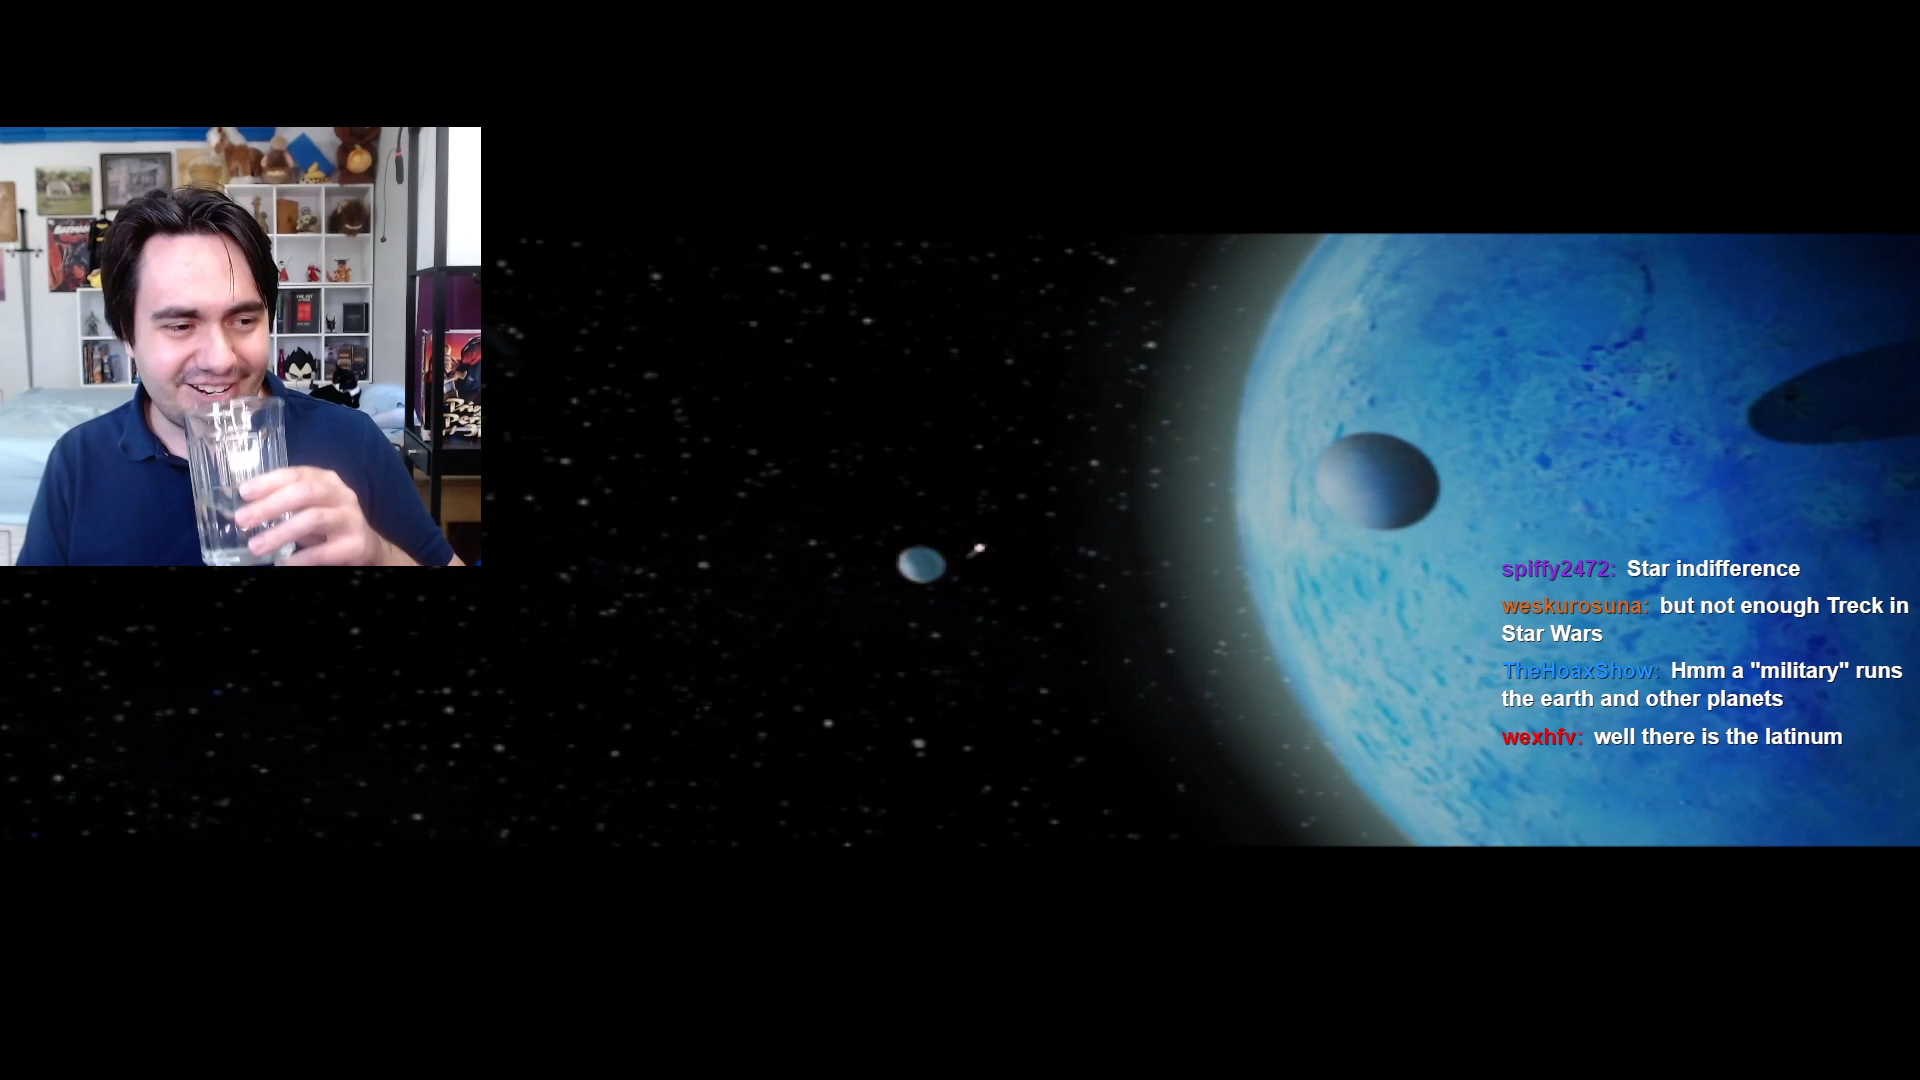 BATMAN
spiffy2472: Star indifference
weskurosuna: but not enough Treck in
Star Wars
TheHoaxShow: Hmm a "military" runs
the earth and other planets
wexhfv: well there is the latinum